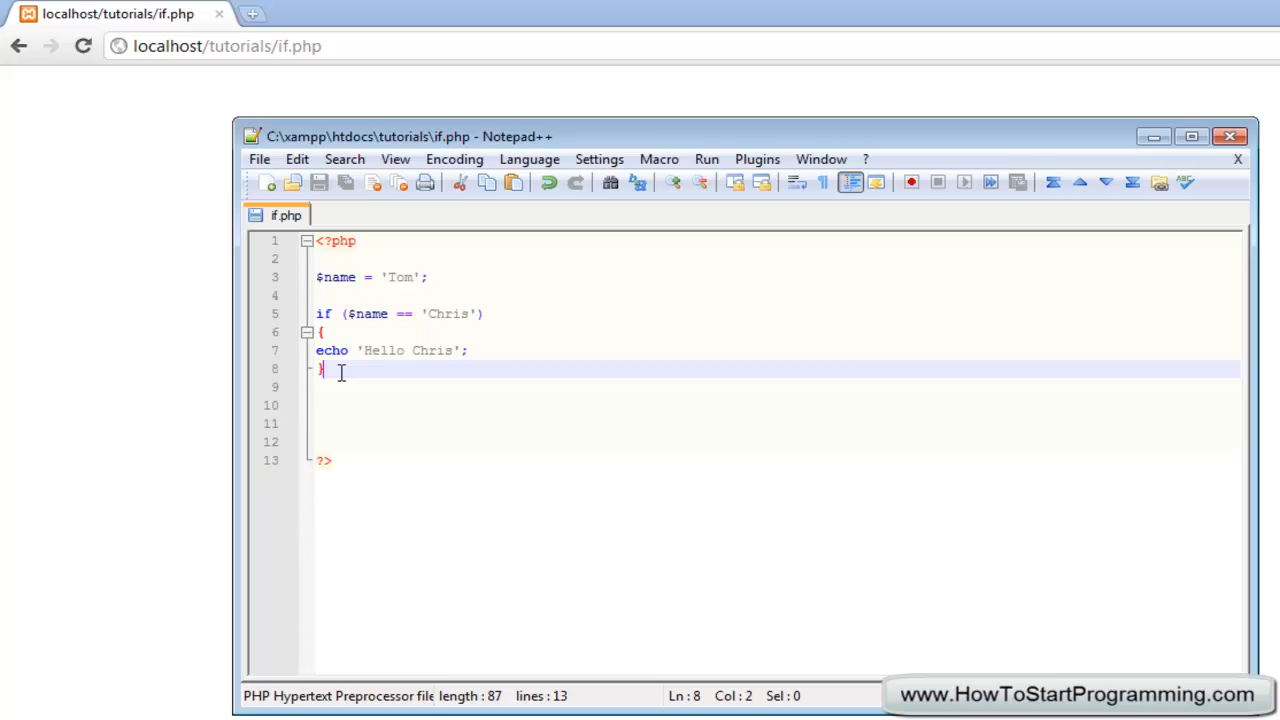 localhost/tutorials/if.php
localhost/tutorials/if.php
C:\xampp\htdocs\tutorials\if.php - Notepad++
File Edit Search View Encoding Language Settings Macro Run Plugins Window ? X
if.php
1 <?php
2
3 $name = 'Tom';
4
5 if ($name == 'Chris')
6 {
7 echo 'Hello Chris';
8 }
9
10
11
12
13 ?>
PHP Hypertext Preprocessor file length : 87 lines : 13 Ln : 8 Col : 2 Sel : 0
www.HowToStartProgramming.com